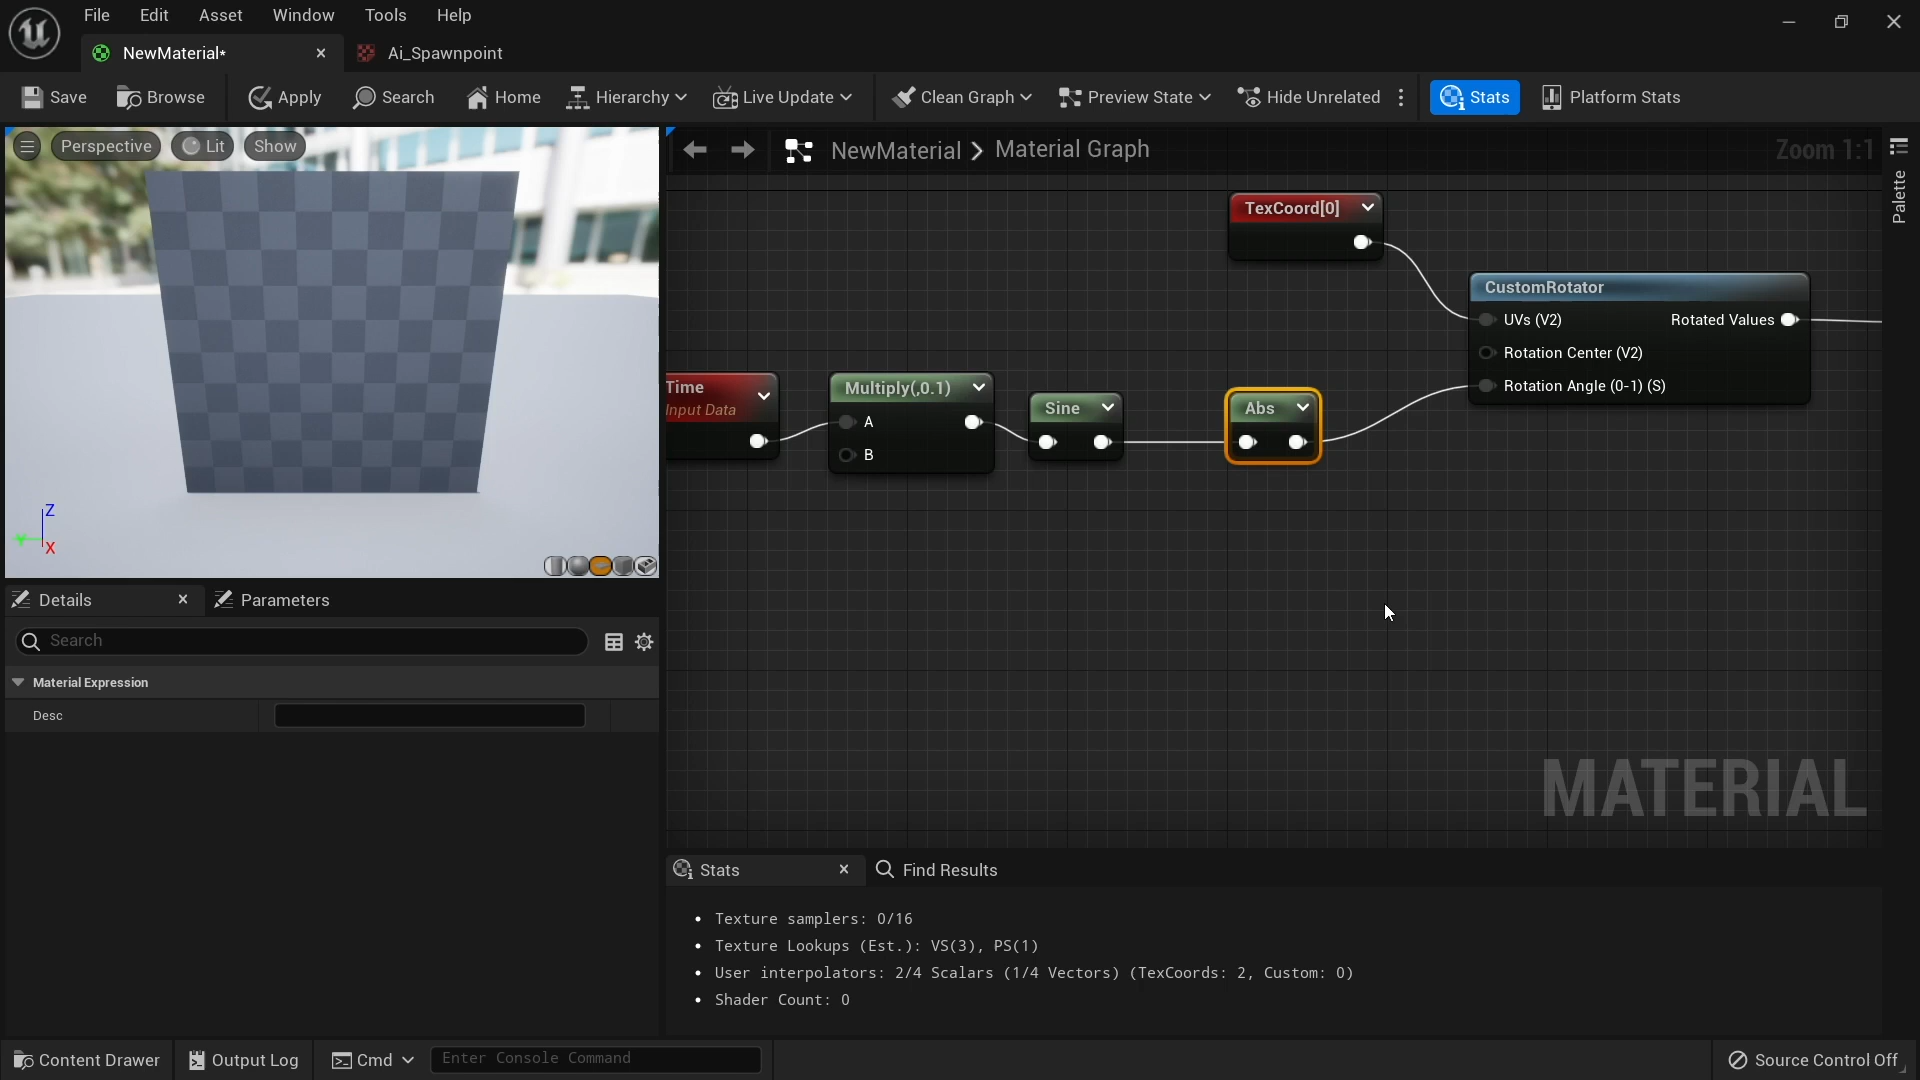 File Edit Asset Window Tools Help
NewMaterial*
Ai_Spawnpoint
Save Browse Apply Search Home Hierarchy Live Update Clean Graph Preview State Hide Unrelated Stats Platform Stats
Perspective Lit Show
NewMaterial Material Graph
Zoom 1:1
Palette
TexCoord[0]
CustomRotator
UVs (V2) Rotated Values
Rotation Center (V2)
Rotation Angle (0-1) (S)
Time
Input Data
Multiply(,0.1)
A
B
Sine
Abs
Z
Y
X
MATERIAL
Details
Parameters
Search
Material Expression
Desc
Stats
Find Results
Texture samplers: 0/16
Texture Lookups (Est.): VS(3), PS(1)
User interpolators: 2/4 Scalars (1/4 Vectors) (TexCoords: 2, Custom: 0)
Shader Count: 0
Content Drawer Output Log Cmd Enter Console Command Source Control Off